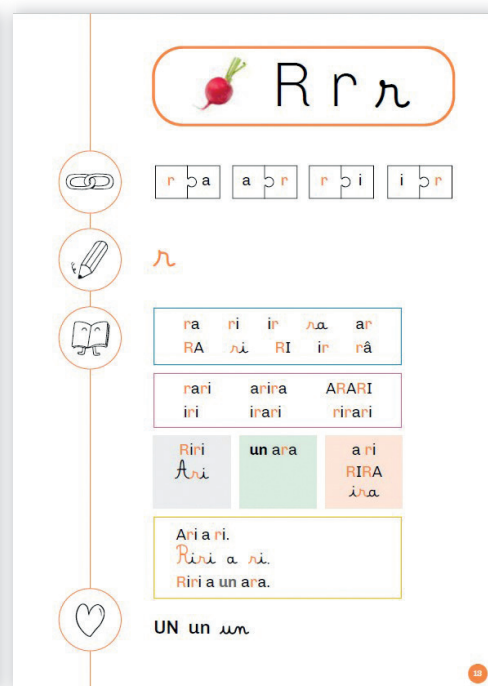 R r r
r a a r r i i r
r
ra ri ir ra ar
RA ri RI ir râ
rari arira ARARI
iri irari rirari
Riri un ara a ri
Ari RIRA
ira
Ari a ri.
Riri a ri.
Riri a un ara.
UN un un
13